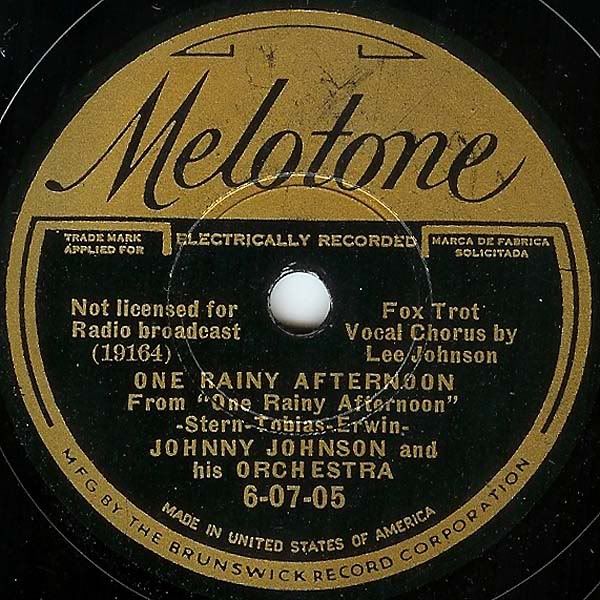 Melotone
TRADE MARK
APPLIED FOR
ELECTRICALLY RECORDED
MARCA DE FABRICA
SOLICITADA
Not licensed for
Radio broadcast
(19164)
Fox Trot
Vocal Chorus by
Lee Johnson
ONE RAINY AFTERNOON
From "One Rainy Afternoon"
-Stern-Tobias-Erwin-
JOHNNY JOHNSON and
his ORCHESTRA
6-07-05
MADE IN UNITED STATES OF AMERICA
MFG BY THE BRUNSWICK RECORD CORPORATION